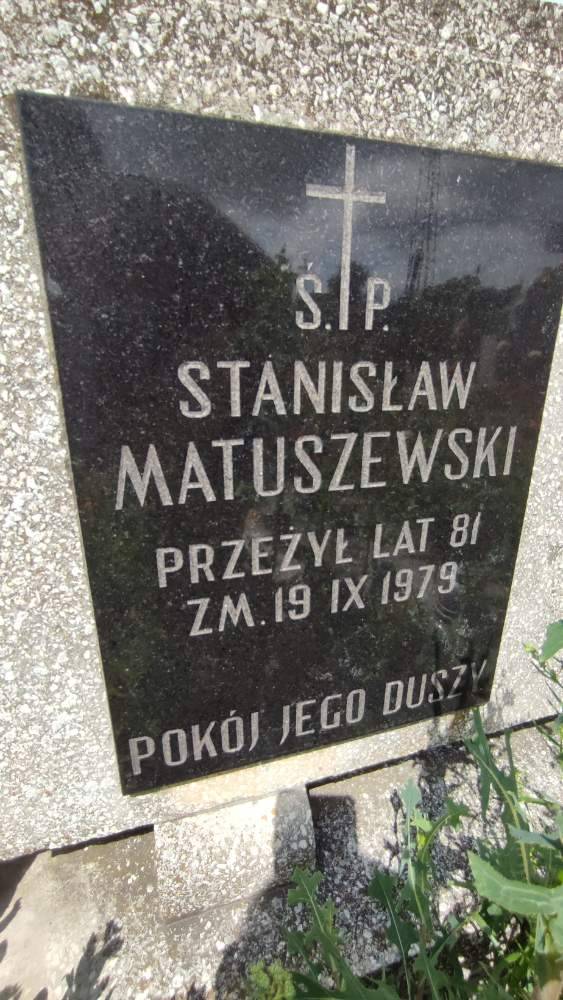 Ś. P.
STANISŁAW
MATUSZEWSKI
PRZEŻYŁ LAT 81
ZM. 19 IX 1979
POKÓJ JEGO DUSZY